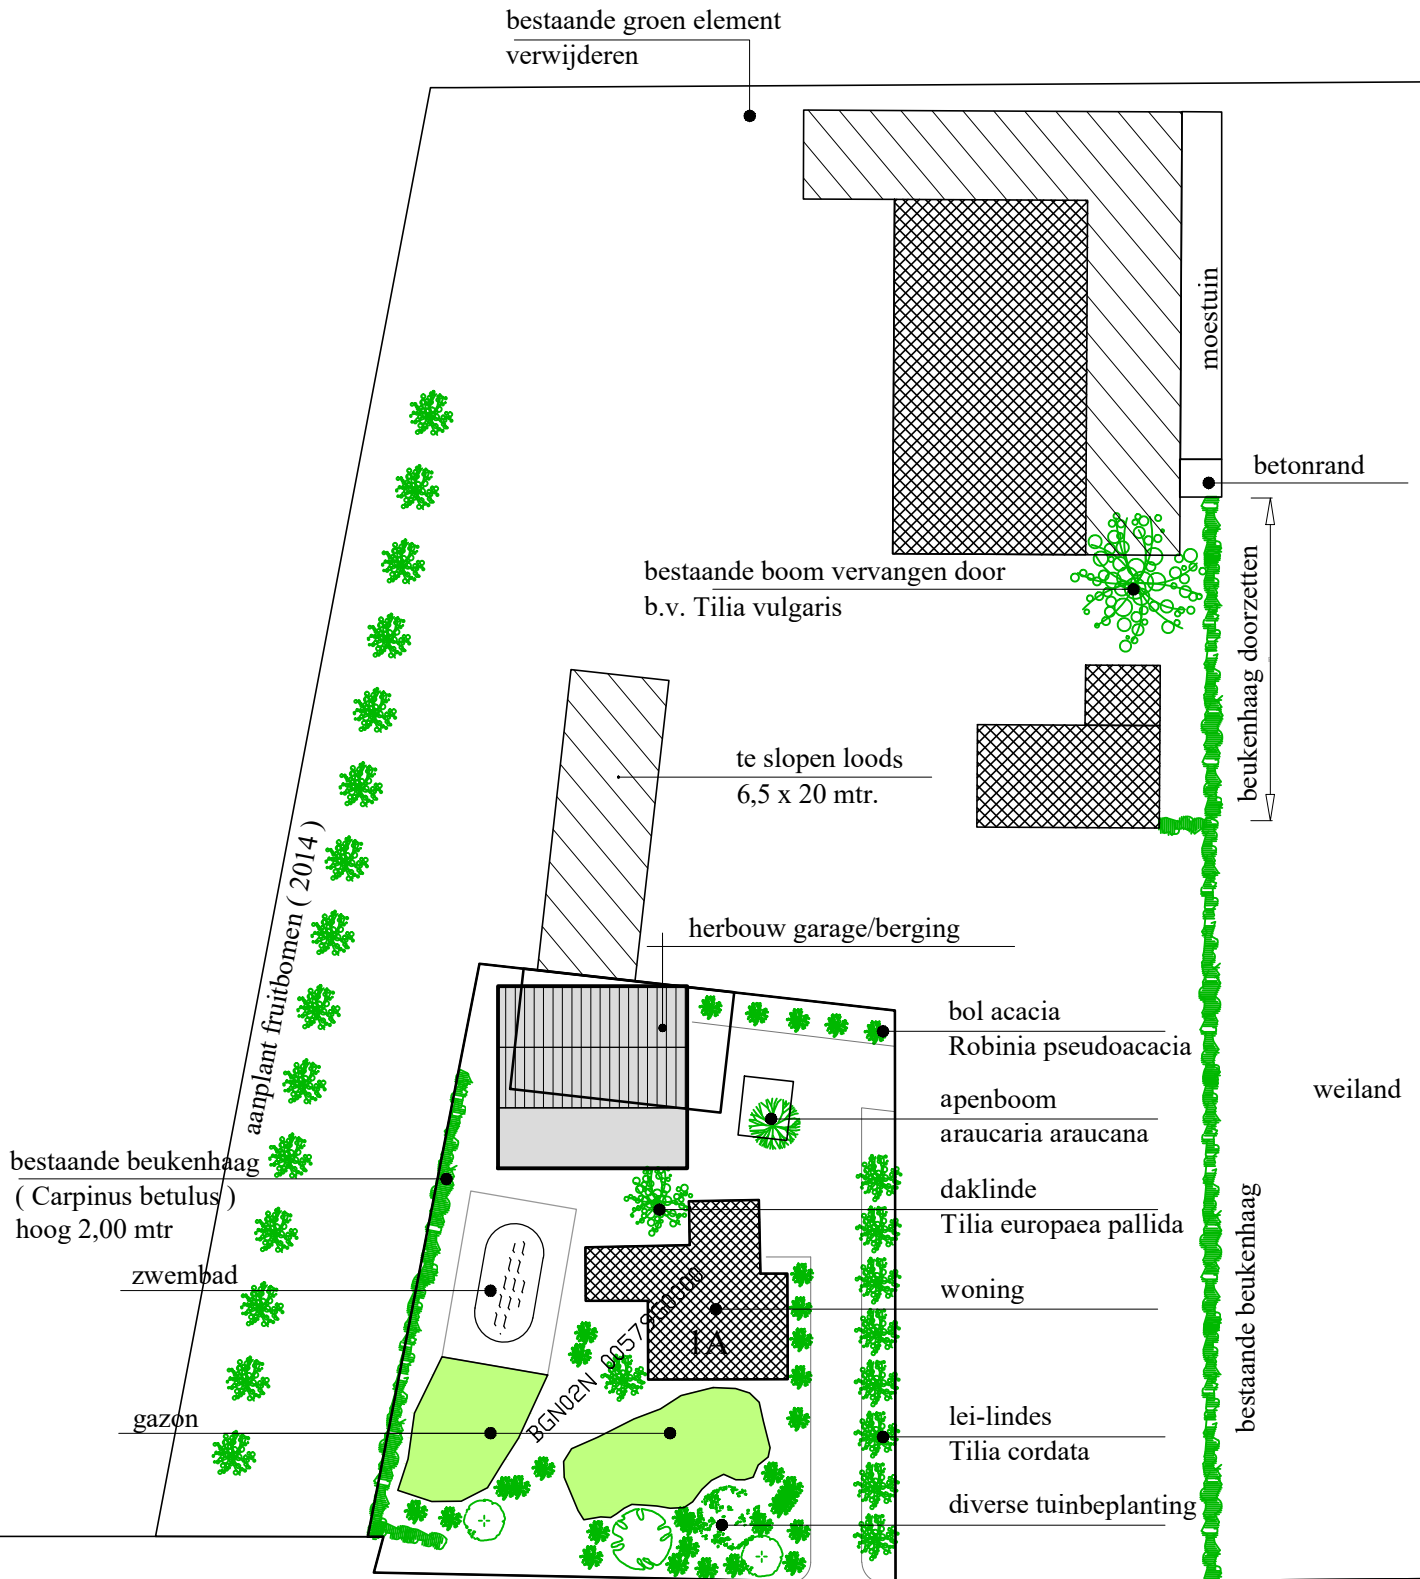 bestaande groen element
verwijderen
moestuin
betonrand
bestaande boom vervangen door
b.v. Tilia vulgaris
beukenhaag doorzetten
te slopen loods
6,5 x 20 mtr.
aanplant fruitbomen ( 2014 )
herbouw garage/berging
bol acacia
Robinia pseudoacacia
weiland
apenboom
araucaria araucana
bestaande beukenhaag
( Carpinus betulus )
hoog 2,00 mtr
daklinde
Tilia europaea pallida
zwembad
woning
1A
BGN02N
bestaande beukenhaag
gazon
lei-lindes
Tilia cordata
diverse tuinbeplanting